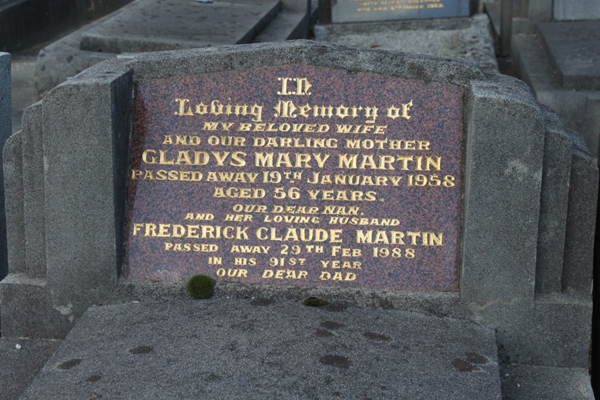 In
Loving Memory of
MY BELOVED WIFE
AND OUR DARLING MOTHER
GLADYS MARY MARTIN
PASSED AWAY 19TH JANUARY 1958
AGED 56 YEARS.
OUR DEAR NAN.
AND HER LOVING HUSBAND
FREDERICK CLAUDE MARTIN
PASSED AWAY 29TH FEB 1988
IN HIS 91ST YEAR
OUR DEAR DAD